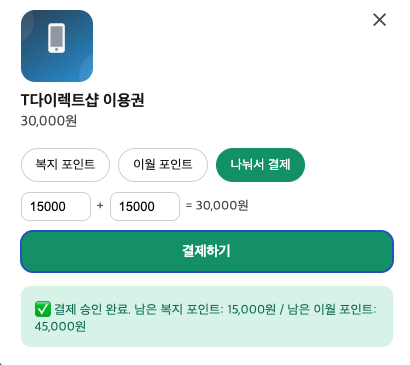 T다이렉트샵 이용권
30,000원
복지 포인트 이월 포인트 나눠서 결제
15000 + 15000 = 30,000원
결제하기
✅ 결제 승인 완료. 남은 복지 포인트: 15,000원 / 남은 이월 포인트:
45,000원